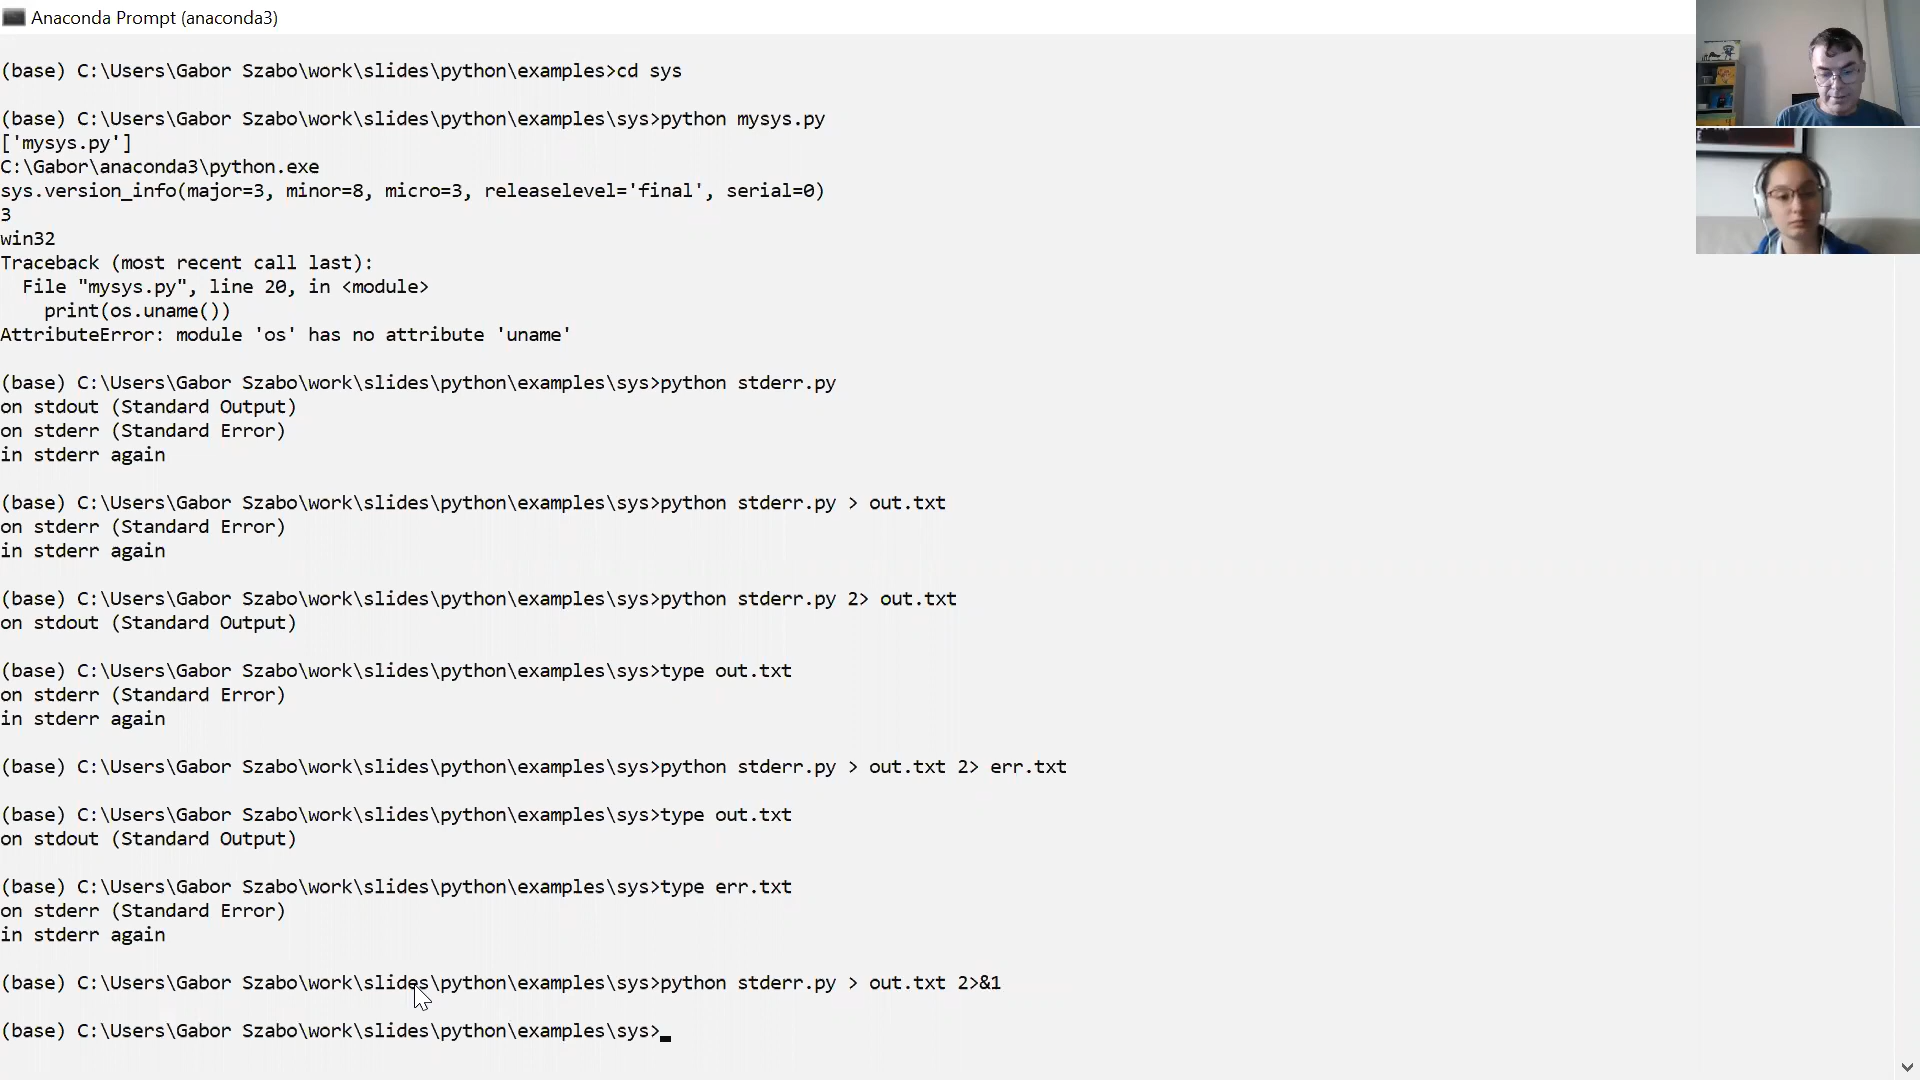 Anaconda Prompt (anaconda3)
(base) C:\Users\Gabor Szabo\work\slides\python\examples>cd sys
(base) C:\Users\Gabor Szabo\work\slides\python\examples\sys>python mysys.py
['mysys.py']
C:\Gabor\anaconda3\python.exe
sys.version_info(major=3, minor=8, micro=3, releaselevel='final', serial=0)
3
win32
Traceback (most recent call last):
  File "mysys.py", line 20, in <module>
    print(os.uname())
AttributeError: module 'os' has no attribute 'uname'
(base) C:\Users\Gabor Szabo\work\slides\python\examples\sys>python stderr.py
on stdout (Standard Output)
on stderr (Standard Error)
in stderr again
(base) C:\Users\Gabor Szabo\work\slides\python\examples\sys>python stderr.py > out.txt
on stderr (Standard Error)
in stderr again
(base) C:\Users\Gabor Szabo\work\slides\python\examples\sys>python stderr.py 2> out.txt
on stdout (Standard Output)
(base) C:\Users\Gabor Szabo\work\slides\python\examples\sys>type out.txt
on stderr (Standard Error)
in stderr again
(base) C:\Users\Gabor Szabo\work\slides\python\examples\sys>python stderr.py > out.txt 2> err.txt
(base) C:\Users\Gabor Szabo\work\slides\python\examples\sys>type out.txt
on stdout (Standard Output)
(base) C:\Users\Gabor Szabo\work\slides\python\examples\sys>type err.txt
on stderr (Standard Error)
in stderr again
(base) C:\Users\Gabor Szabo\work\slides\python\examples\sys>python stderr.py > out.txt 2>&1
(base) C:\Users\Gabor Szabo\work\slides\python\examples\sys>